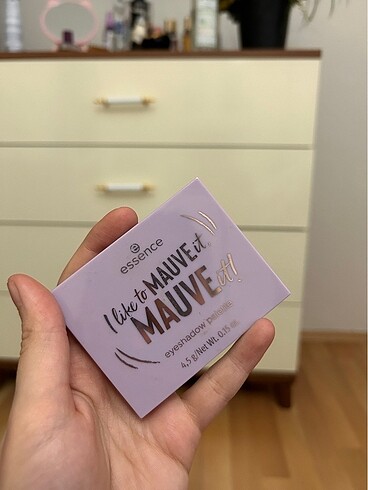 essence
I like to MAUVE.it,
MAUVE.it!
eyeshadow palette
4,5 g/Net Wt. 0.15 oz.